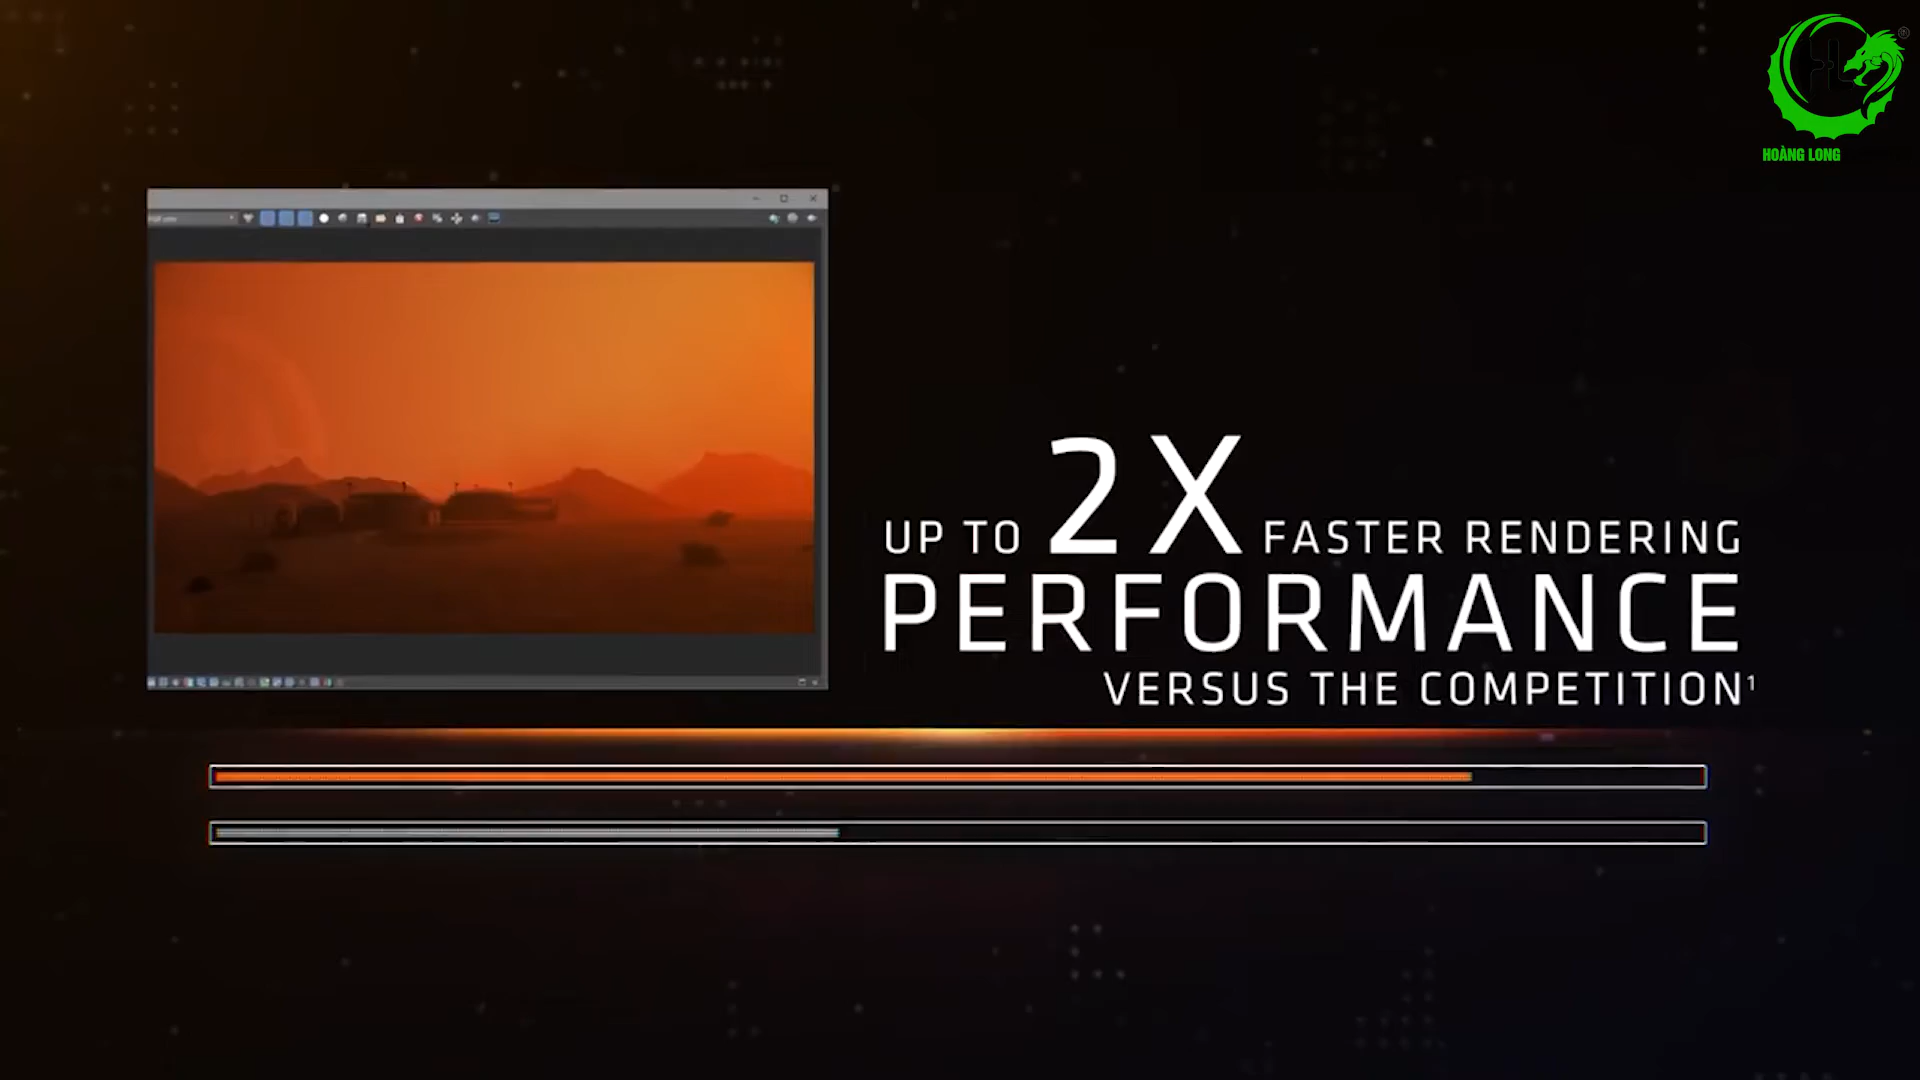 HOÀNG LONG
®
UP TO 2X FASTER RENDERING
PERFORMANCE
VERSUS THE COMPETITION¹